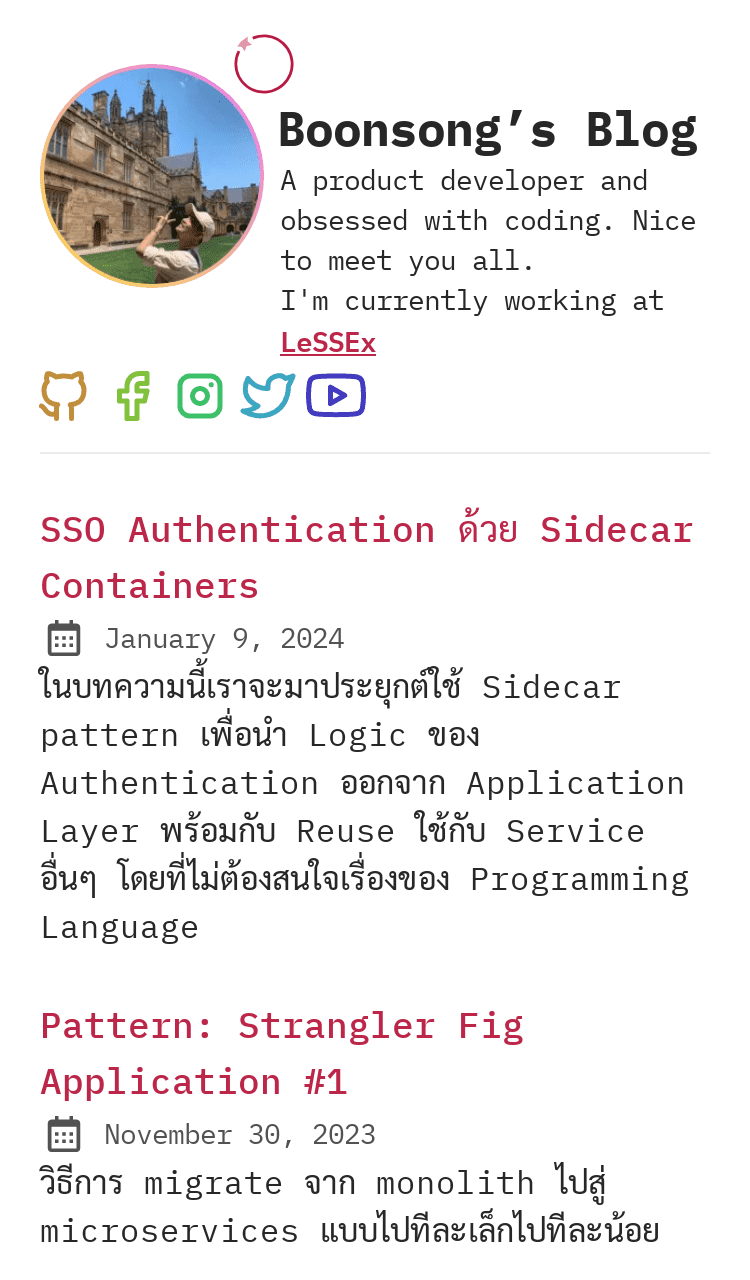 Boonsong’s Blog
A product developer and
obsessed with coding. Nice
to meet you all.
I'm currently working at
LeSSEx
SSO Authentication ด้วย Sidecar
Containers
January 9, 2024
ในบทความนี้เราจะมาประยุกต์ใช้ Sidecar
pattern เพื่อนำ Logic ของ
Authentication ออกจาก Application
Layer พร้อมกับ Reuse ใช้กับ Service
อื่นๆ โดยที่ไม่ต้องสนใจเรื่องของ Programming
Language
Pattern: Strangler Fig
Application #1
November 30, 2023
วิธีการ migrate จาก monolith ไปสู่
microservices แบบไปทีละเล็กไปทีละน้อย